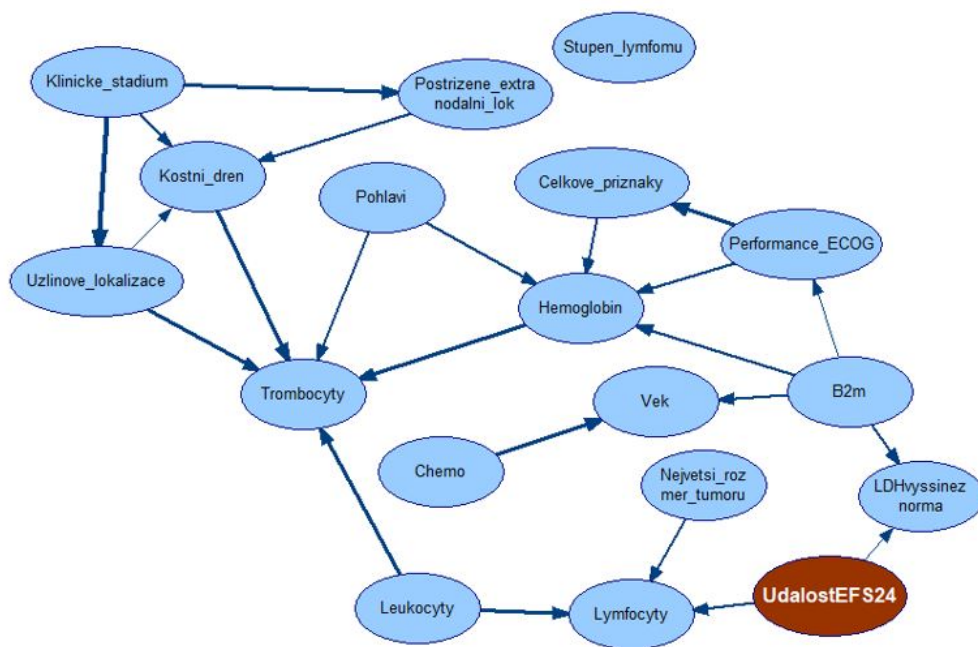 Stupen_lymfomu
Klinicke_stadium
Postrizene_extra
nodalni_lok
Kostni_dren
Pohlavi
Celkove_priznaky
Performance_ECOG
Uzlinove_lokalizace
Hemoglobin
Trombocyty
Vek
B2m
Chemo
Nejvetsi_roz
mer_tumoru
LDHvyssinez
norma
Leukocyty
Lymfocyty
UdalostEFS24